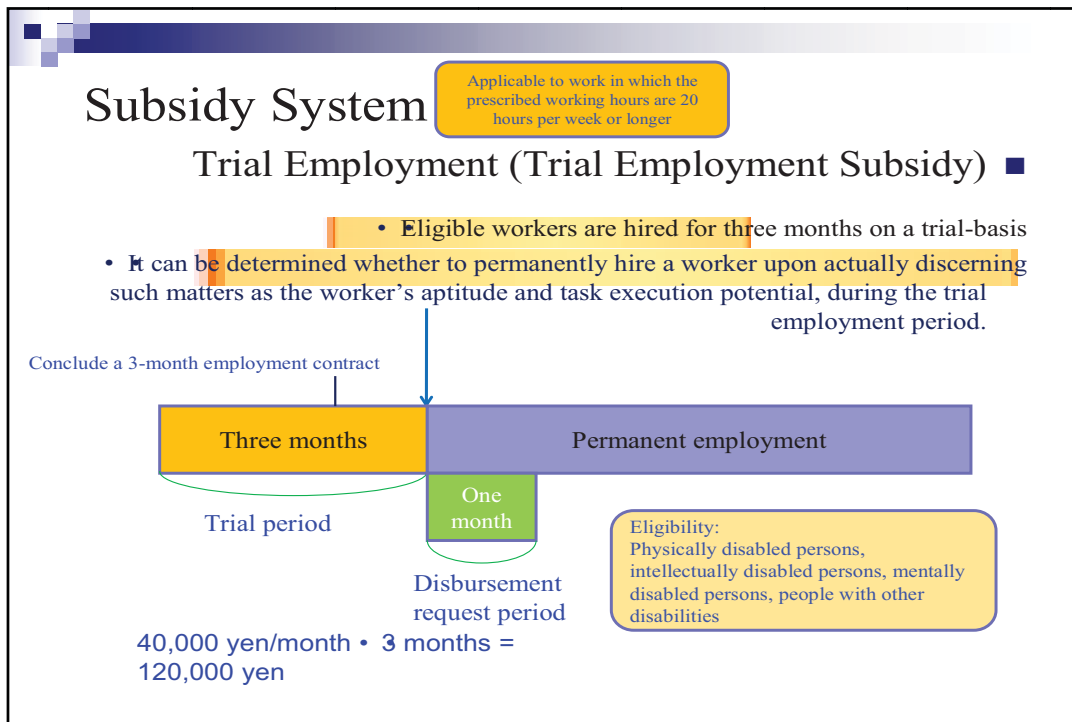 Subsidy System
Applicable to work in which the
prescribed working hours are 20
hours per week or longer
Trial Employment (Trial Employment Subsidy) ■
• Eligible workers are hired for three months on a trial-basis
• It can be determined whether to permanently hire a worker upon actually discerning
such matters as the worker's aptitude and task execution potential, during the trial
employment period.
Conclude a 3-month employment contract
Three months
Permanent employment
One
month
Trial period
Disbursement
request period
Eligibility:
Physically disabled persons,
intellectually disabled persons, mentally
disabled persons, people with other
disabilities
40,000 yen/month • 3 months =
120,000 yen